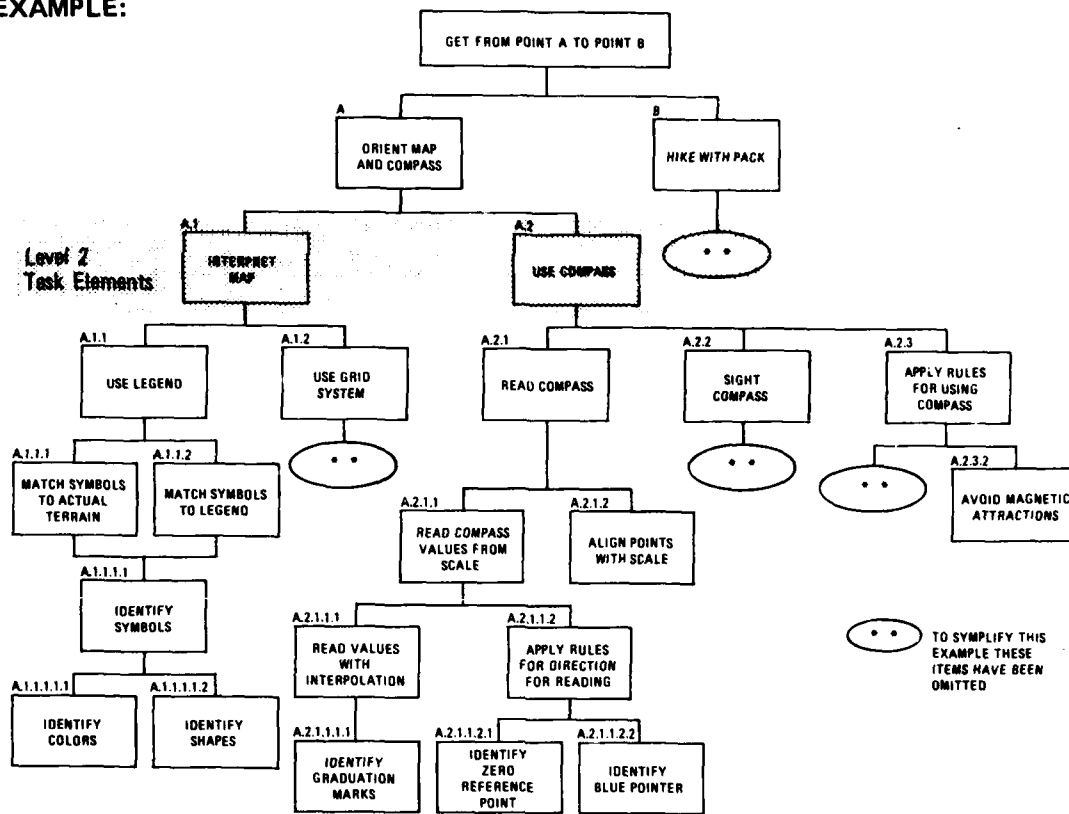 EXAMPLE:
GET FROM POINT A TO POINT B
A
ORIENT MAP
AND COMPASS
B
HIKE WITH PACK
Level 2
Task Elements
A.1
INTERPRET
MAP
A.2
USE COMPASS
A.1.1
USE LEGEND
A.1.2
USE GRID
SYSTEM
A.2.1
READ COMPASS
A.2.2
SIGHT
COMPASS
A.2.3
APPLY RULES
FOR USING
COMPASS
A.1.1.1
MATCH SYMBOLS
TO ACTUAL
TERRAIN
A.1.1.2
MATCH SYMBOLS
TO LEGEND
A.2.3.2
AVOID MAGNETIC
ATTRACTIONS
A.2.1.1
READ COMPASS
VALUES FROM
SCALE
A.2.1.2
ALIGN POINTS
WITH SCALE
A.1.1.1.1
IDENTIFY
SYMBOLS
A.2.1.1.1
READ VALUES
WITH
INTERPOLATION
A.2.1.1.2
APPLY RULES
FOR DIRECTION
FOR READING
TO SYMPLIFY THIS
EXAMPLE THESE
ITEMS HAVE BEEN
OMITTED
A.1.1.1.1.1
IDENTIFY
COLORS
A.1.1.1.1.2
IDENTIFY
SHAPES
A.2.1.1.1.1
IDENTIFY
GRADUATION
MARKS
A.2.1.1.2.1
IDENTIFY
ZERO
REFERENCE
POINT
A.2.1.1.2.2
IDENTIFY
BLUE POINTER